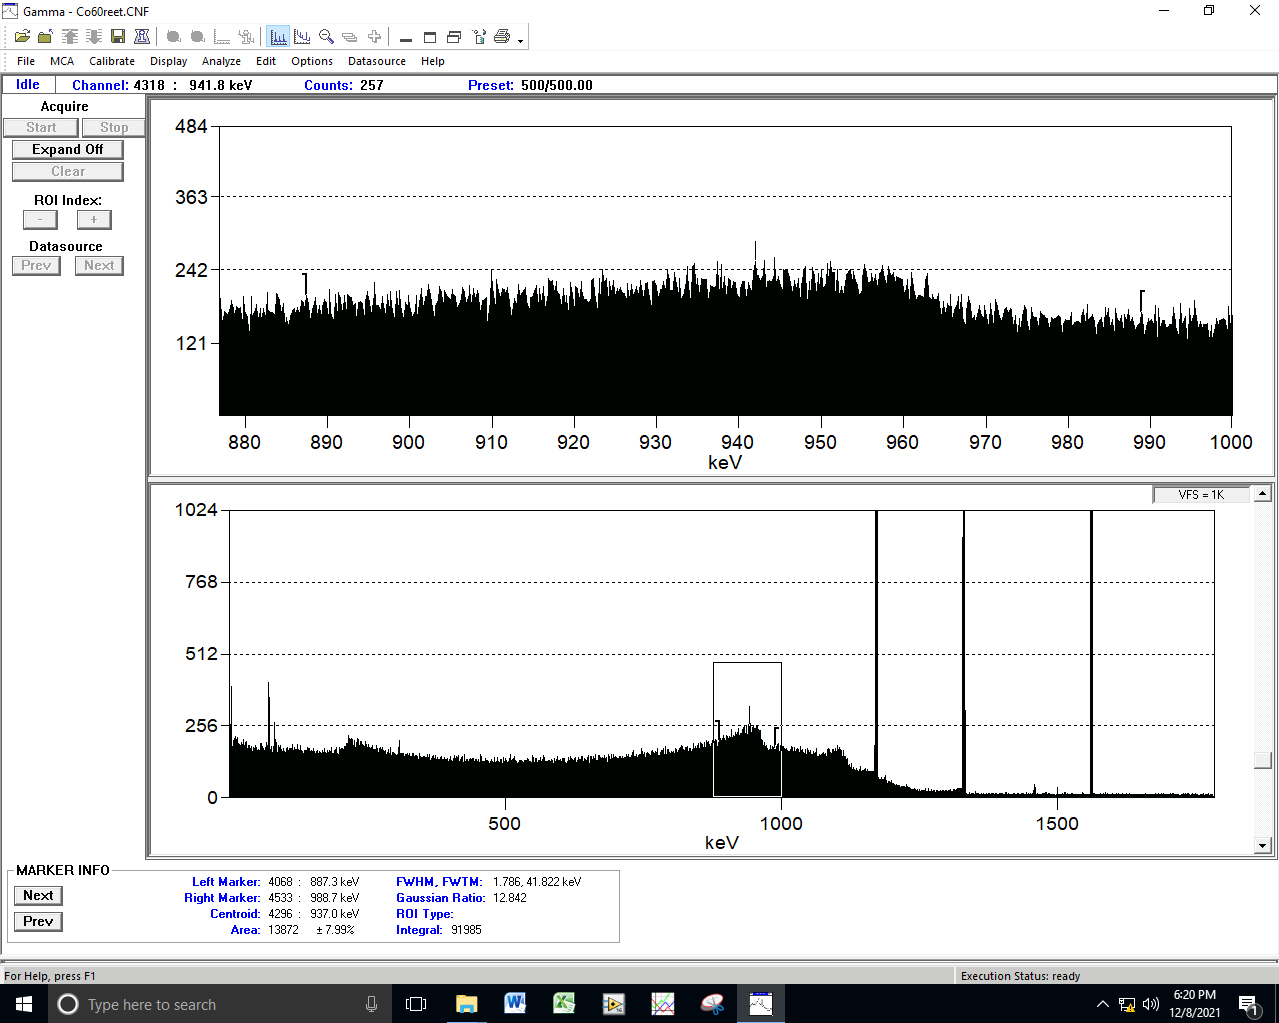 Gamma - Co60reet.CNF
File MCA Calibrate Display Analyze Edit Options Datasource Help
Idle Channel: 4318 : 941.8 keV Counts: 257 Preset: 500/500.00
Acquire
Start Stop
Expand Off
Clear
ROI Index:
- +
Datasource
Prev Next
484
363
242
121
880 890 900 910 920 930 940 950 960 970 980 990 1000
keV
VFS = 1K
1024
768
512
256
0
500 1000 1500
keV
MARKER INFO
Next
Prev
Left Marker: 4068 : 887.3 keV FWHM, FWTM: 1.786, 41.822 keV
Right Marker: 4533 : 988.7 keV Gaussian Ratio: 12.842
Centroid: 4296 : 937.0 keV ROI Type:
Area: 13872 ± 7.99% Integral: 91985
For Help, press F1 Execution Status: ready
Type here to search
6:20 PM
12/8/2021
1